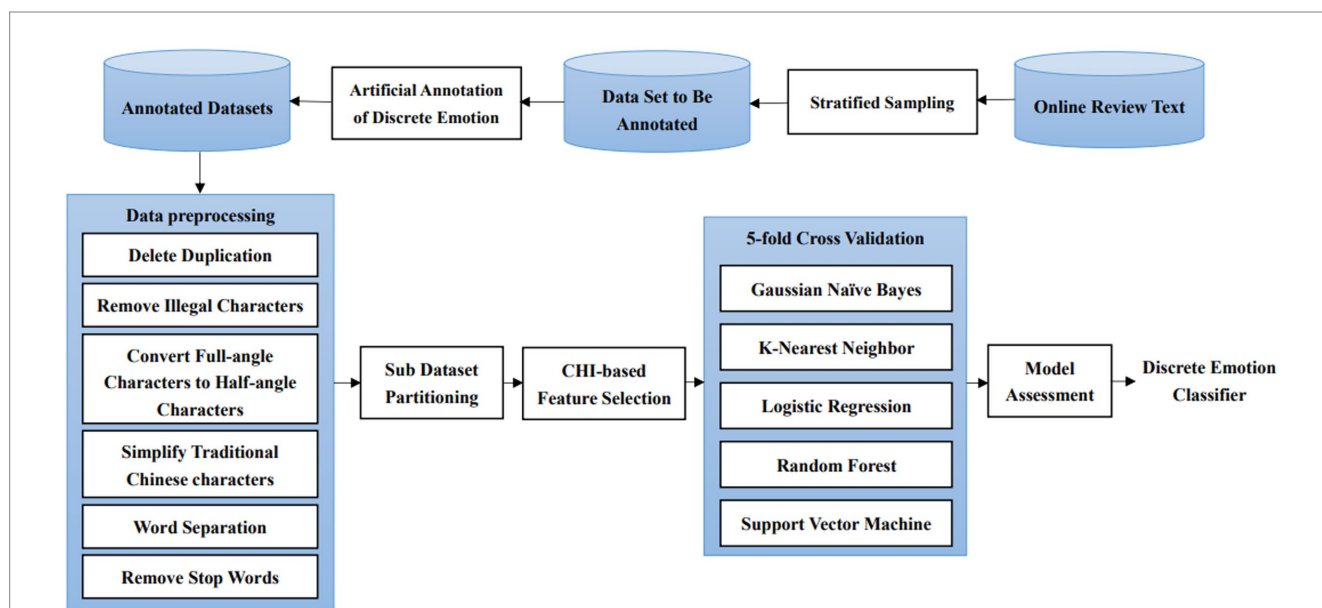 Annotated Datasets
Artificial Annotation
of Discrete Emotion
Data Set to Be
Annotated
Stratified Sampling
Online Review Text
Data preprocessing
Delete Duplication
Remove Illegal Characters
Convert Full-angle
Characters to Half-angle
Characters
Simplify Traditional
Chinese characters
Word Separation
Remove Stop Words
Sub Dataset
Partitioning
CHI-based
Feature Selection
5-fold Cross Validation
Gaussian Naïve Bayes
K-Nearest Neighbor
Logistic Regression
Random Forest
Support Vector Machine
Model
Assessment
Discrete Emotion
Classifier